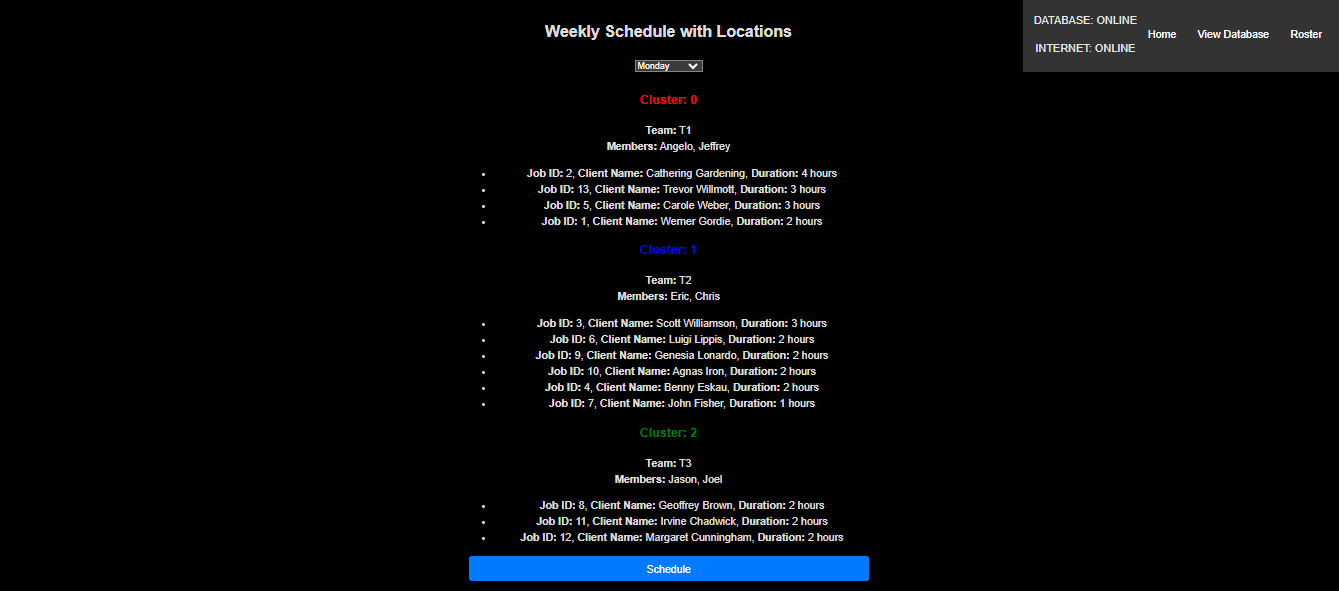 DATABASE: ONLINE
INTERNET: ONLINE
Home
View Database
Roster
Weekly Schedule with Locations
Monday
Cluster: 0
Team: T1
Members: Angelo, Jeffrey
Job ID: 2, Client Name: Cathering Gardening, Duration: 4 hours
Job ID: 13, Client Name: Trevor Willmott, Duration: 3 hours
Job ID: 5, Client Name: Carole Weber, Duration: 3 hours
Job ID: 1, Client Name: Werner Gordie, Duration: 2 hours
Cluster: 1
Team: T2
Members: Eric, Chris
Job ID: 3, Client Name: Scott Williamson, Duration: 3 hours
Job ID: 6, Client Name: Luigi Lippis, Duration: 2 hours
Job ID: 9, Client Name: Genesia Lonardo, Duration: 2 hours
Job ID: 10, Client Name: Agnas Iron, Duration: 2 hours
Job ID: 4, Client Name: Benny Eskau, Duration: 2 hours
Job ID: 7, Client Name: John Fisher, Duration: 1 hours
Cluster: 2
Team: T3
Members: Jason, Joel
Job ID: 8, Client Name: Geoffrey Brown, Duration: 2 hours
Job ID: 11, Client Name: Irvine Chadwick, Duration: 2 hours
Job ID: 12, Client Name: Margaret Cunningham, Duration: 2 hours
Schedule